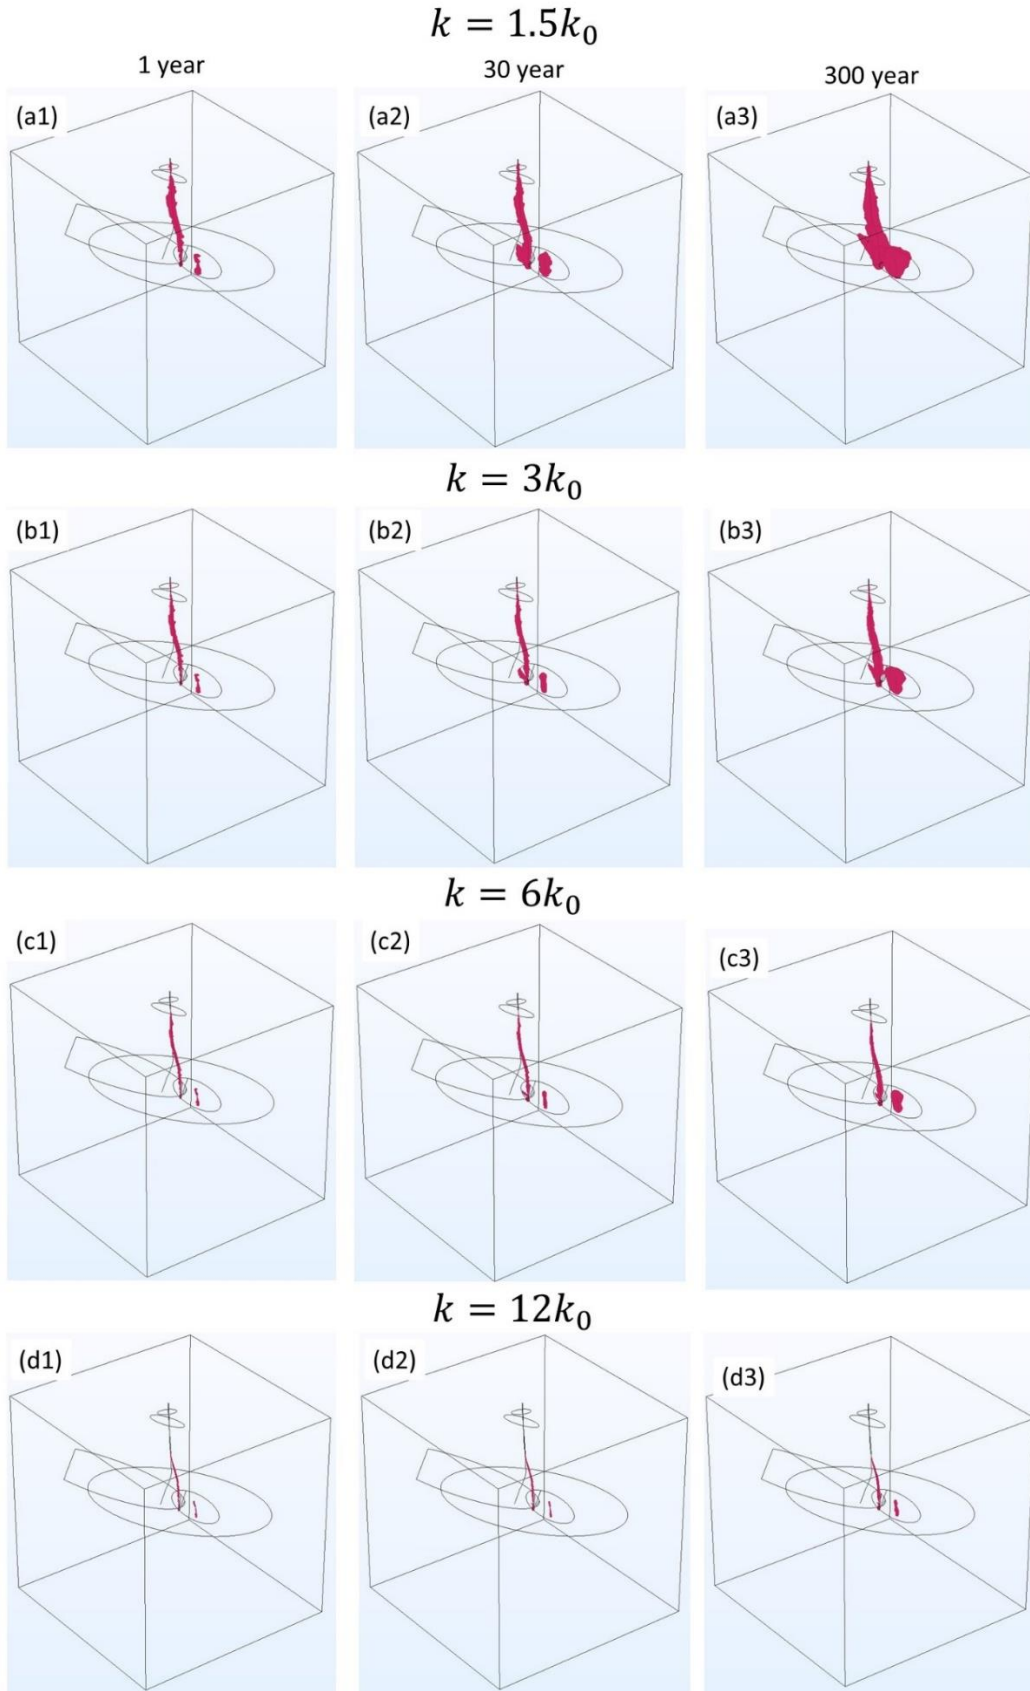 k = 1.5k₀
1 year
30 year
300 year
(a1)
(a2)
(a3)
k = 3k₀
(b1)
(b2)
(b3)
k = 6k₀
(c1)
(c2)
(c3)
k = 12k₀
(d1)
(d2)
(d3)